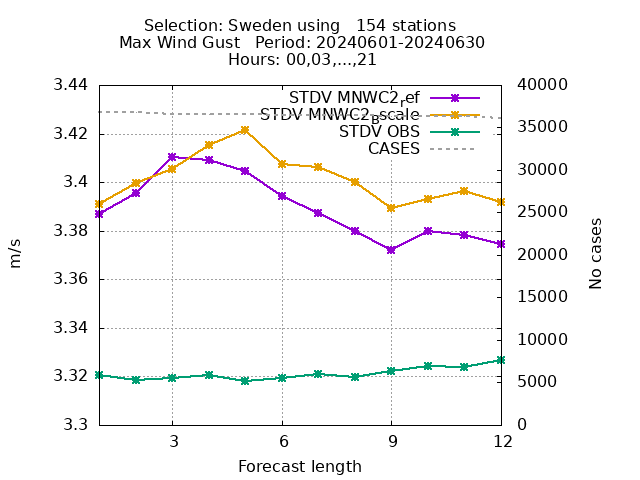 Selection: Sweden using   154 stations
Max Wind Gust   Period: 20240601-20240630
Hours: 00,03,...,21
STDV MNWC2ref
STDV MNWC2bscale
STDV OBS
CASES
3.44
3.42
3.4
3.38
3.36
3.34
3.32
3.3
m/s
40000
35000
30000
25000
20000
15000
10000
5000
0
No cases
3
6
9
12
Forecast length